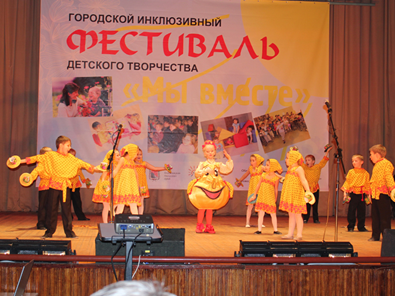 ГОРОДСКОЙ ИНКЛЮЗИВНЫЙ
ФЕСТИВАЛЬ
ДЕТСКОГО ТВОРЧЕСТВА
«МЫ ВМЕСТЕ»